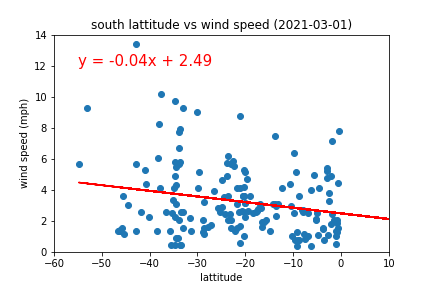 south lattitude vs wind speed (2021-03-01)
14
12
10
8
6
4
2
0
wind speed (mph)
y = -0.04x + 2.49
−60 −50 −40 −30 −20 −10 0 10
lattitude